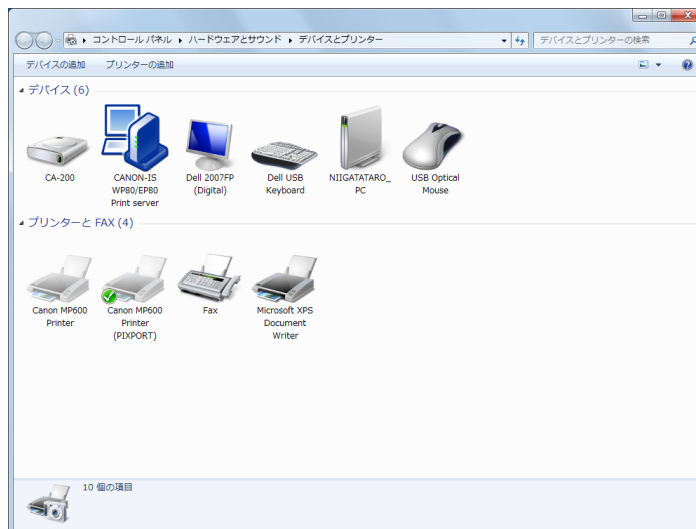 コントロール パネル ▸ ハードウェアとサウンド ▸ デバイスとプリンター
デバイスとプリンターの検索
デバイスの追加 プリンターの追加
デバイス (6)
CA-200
CANON-IS
WP80/EP80
Print server
Dell 2007FP
(Digital)
Dell USB
Keyboard
NIIGATATARO_
PC
USB Optical
Mouse
プリンターと FAX (4)
Canon MP600
Printer
Canon MP600
Printer
(PIXPORT)
Fax
Microsoft XPS
Document
Writer
10 個の項目